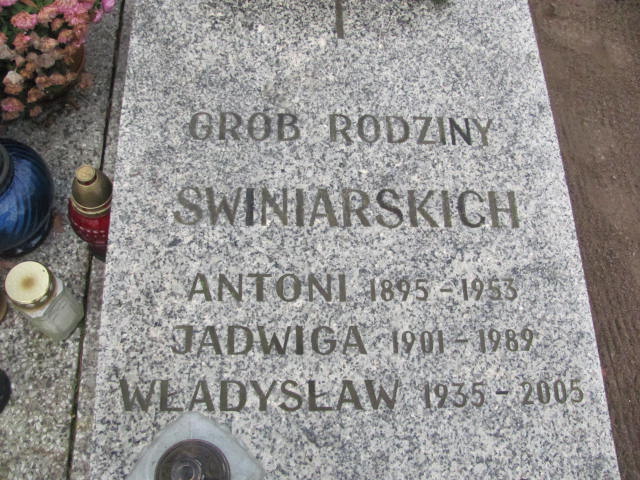 GRÓB RODZINY
SWINIARSKICH
ANTONI 1895 - 1953
JADWIGA 1901 - 1989
WŁADYSŁAW 1935 - 2005